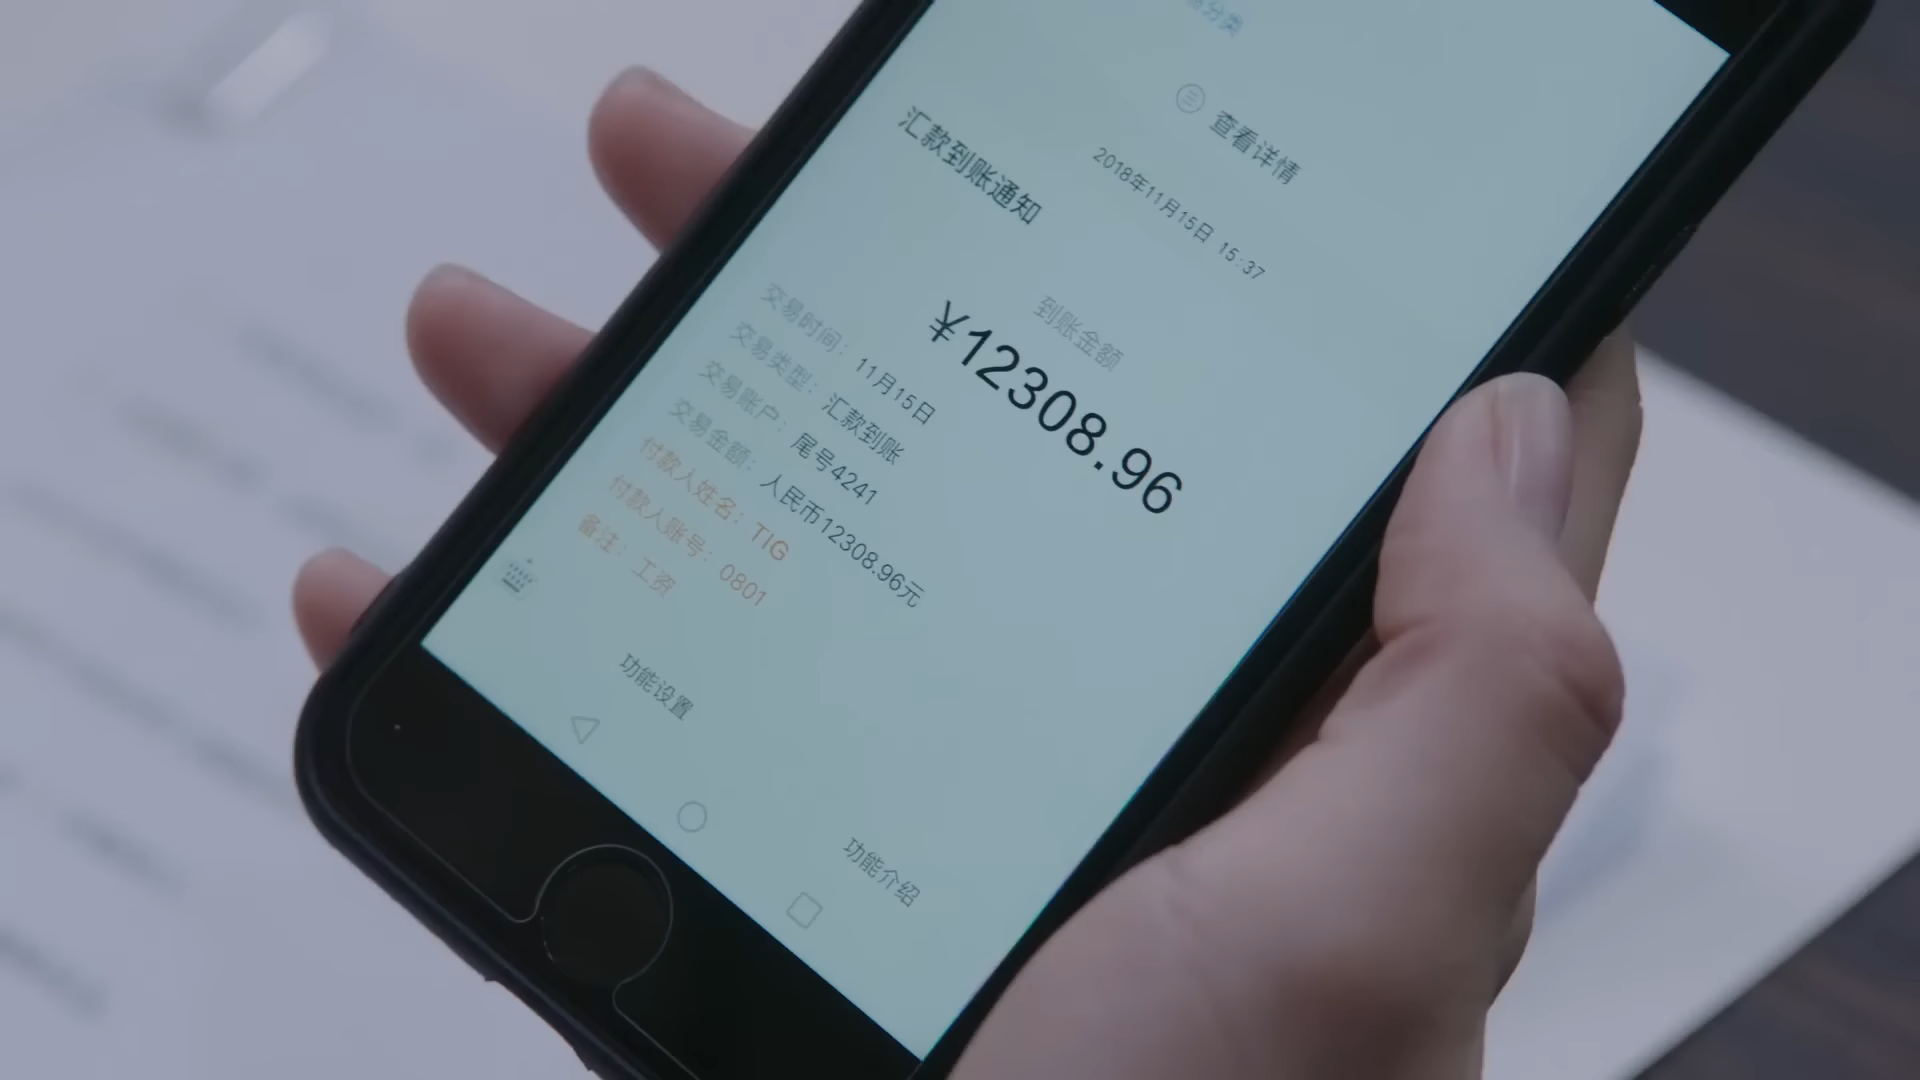 分类
查看详情
汇款到账通知
2018年11月15日 15:37
到账金额
¥12308.96
交易时间: 11月15日
交易类型: 汇款到账
交易账户: 尾号4241
交易金额: 人民币12308.96元
付款人姓名: TIG
付款人账号: 0801
备注: 工资
功能设置
功能介绍